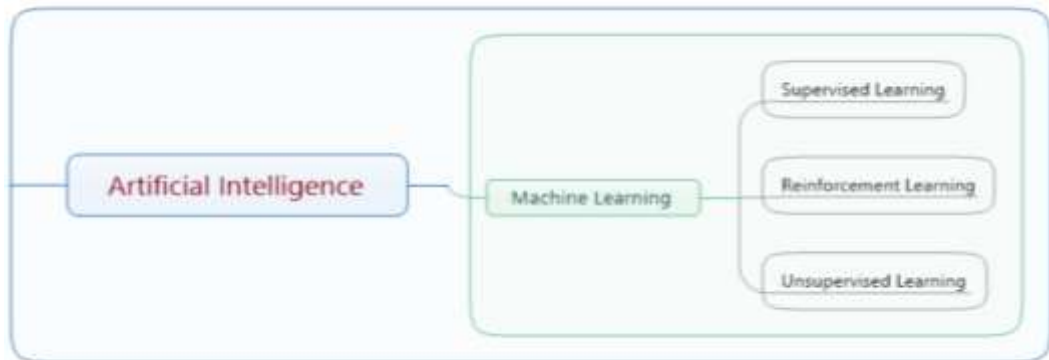 Artificial Intelligence
Machine Learning
Supervised Learning
Reinforcement Learning
Unsupervised Learning